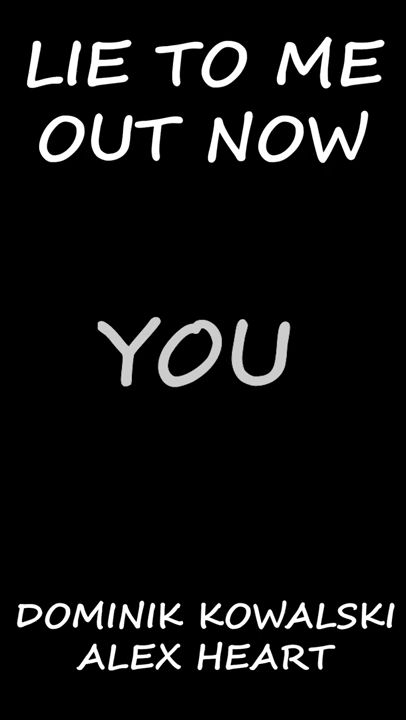 LIE TO ME
OUT NOW
YOU
DOMINIK KOWALSKI
ALEX HEART